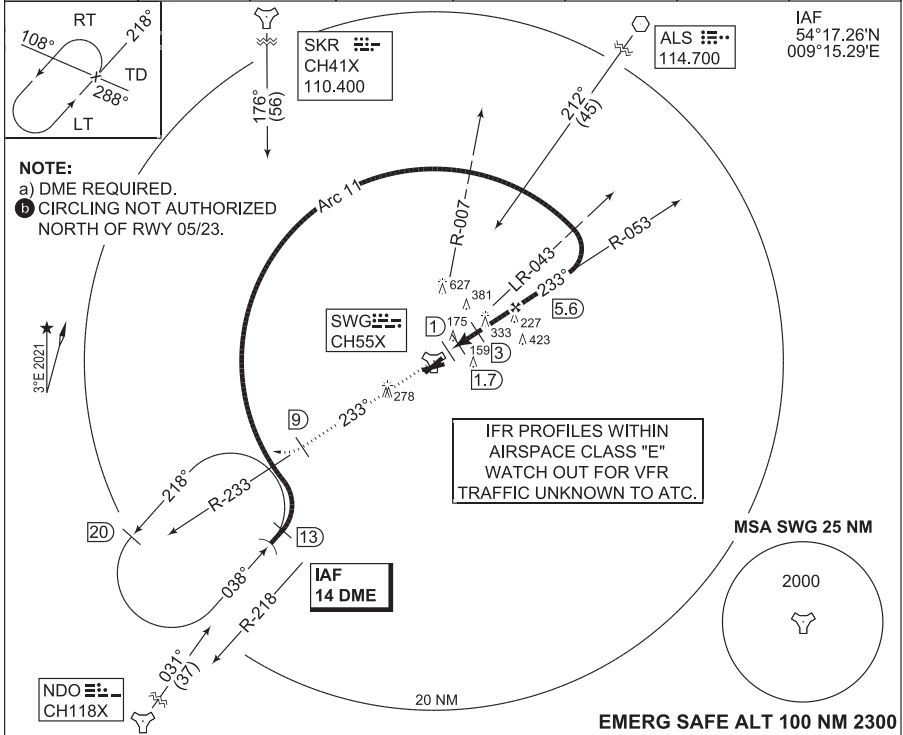 RT
108°
218°
TD
288°
LT
SKR
CH41X
110.400
176°
(56)
ALS
114.700
212°
(45)
IAF
54°17.26'N
009°15.29'E
NOTE:
a) DME REQUIRED.
b CIRCLING NOT AUTHORIZED
NORTH OF RWY 05/23.
Arc 11
R-007
LR-043
R-053
233°
5.6
627
381
SWG
CH55X
1
175
333
227
423
159
3
1.7
3°E 2021
278
233°
9
IFR PROFILES WITHIN
AIRSPACE CLASS "E"
WATCH OUT FOR VFR
TRAFFIC UNKNOWN TO ATC.
218°
R-233
20
13
MSA SWG 25 NM
2000
IAF
14 DME
038°
R-218
031°
(37)
NDO
CH118X
20 NM
EMERG SAFE ALT 100 NM 2300